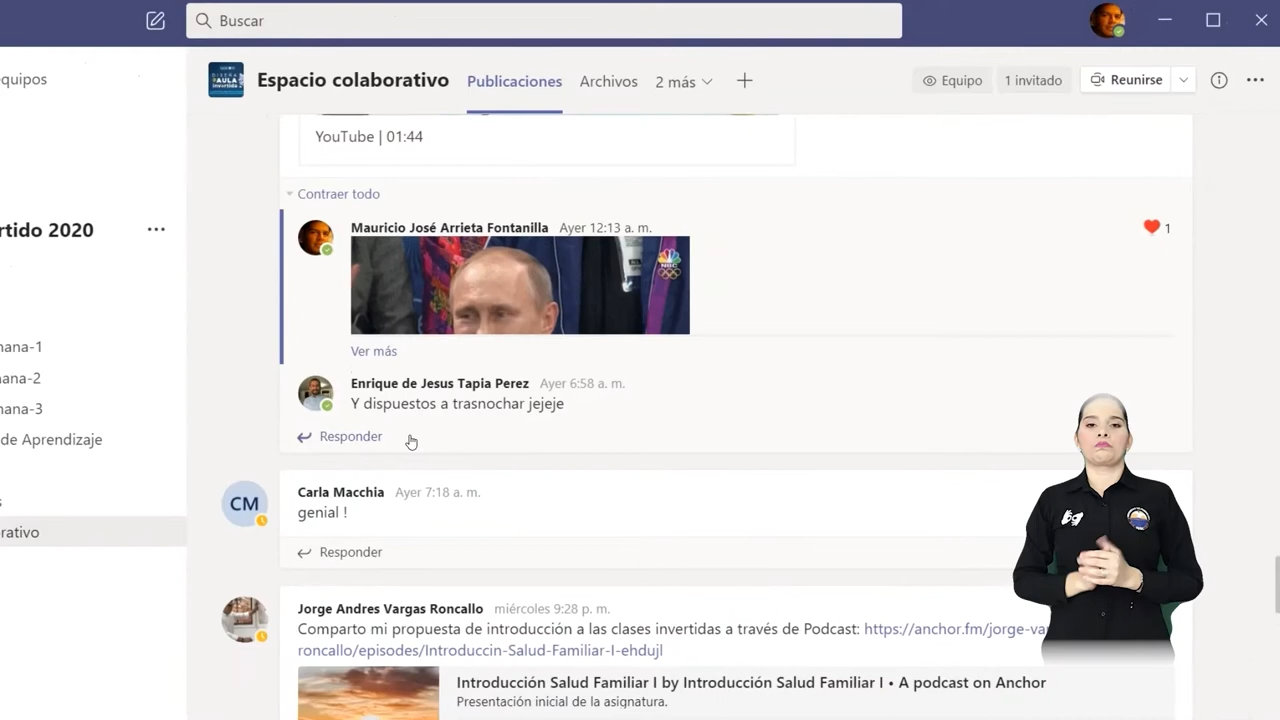 Buscar
equipos
Espacio colaborativo
Publicaciones
Archivos
2 más
Equipo
1 invitado
Reunirse
YouTube | 01:44
Contraer todo
rtido 2020
Mauricio José Arrieta Fontanilla Ayer 12:13 a. m.
1
NBC
Ver más
nana-1
nana-2
nana-3
de Aprendizaje
s
rativo
Enrique de Jesus Tapia Perez Ayer 6:58 a. m.
Y dispuestos a trasnochar jejeje
Responder
CM
Carla Macchia Ayer 7:18 a. m.
genial !
Responder
Jorge Andres Vargas Roncallo miércoles 9:28 p. m.
Comparto mi propuesta de introducción a las clases invertidas a través de Podcast: https://anchor.fm/jorge-va
roncallo/episodes/Introduccin-Salud-Familiar-I-ehdujl
Introducción Salud Familiar I by Introducción Salud Familiar I • A podcast on Anchor
Presentación inicial de la asignatura.